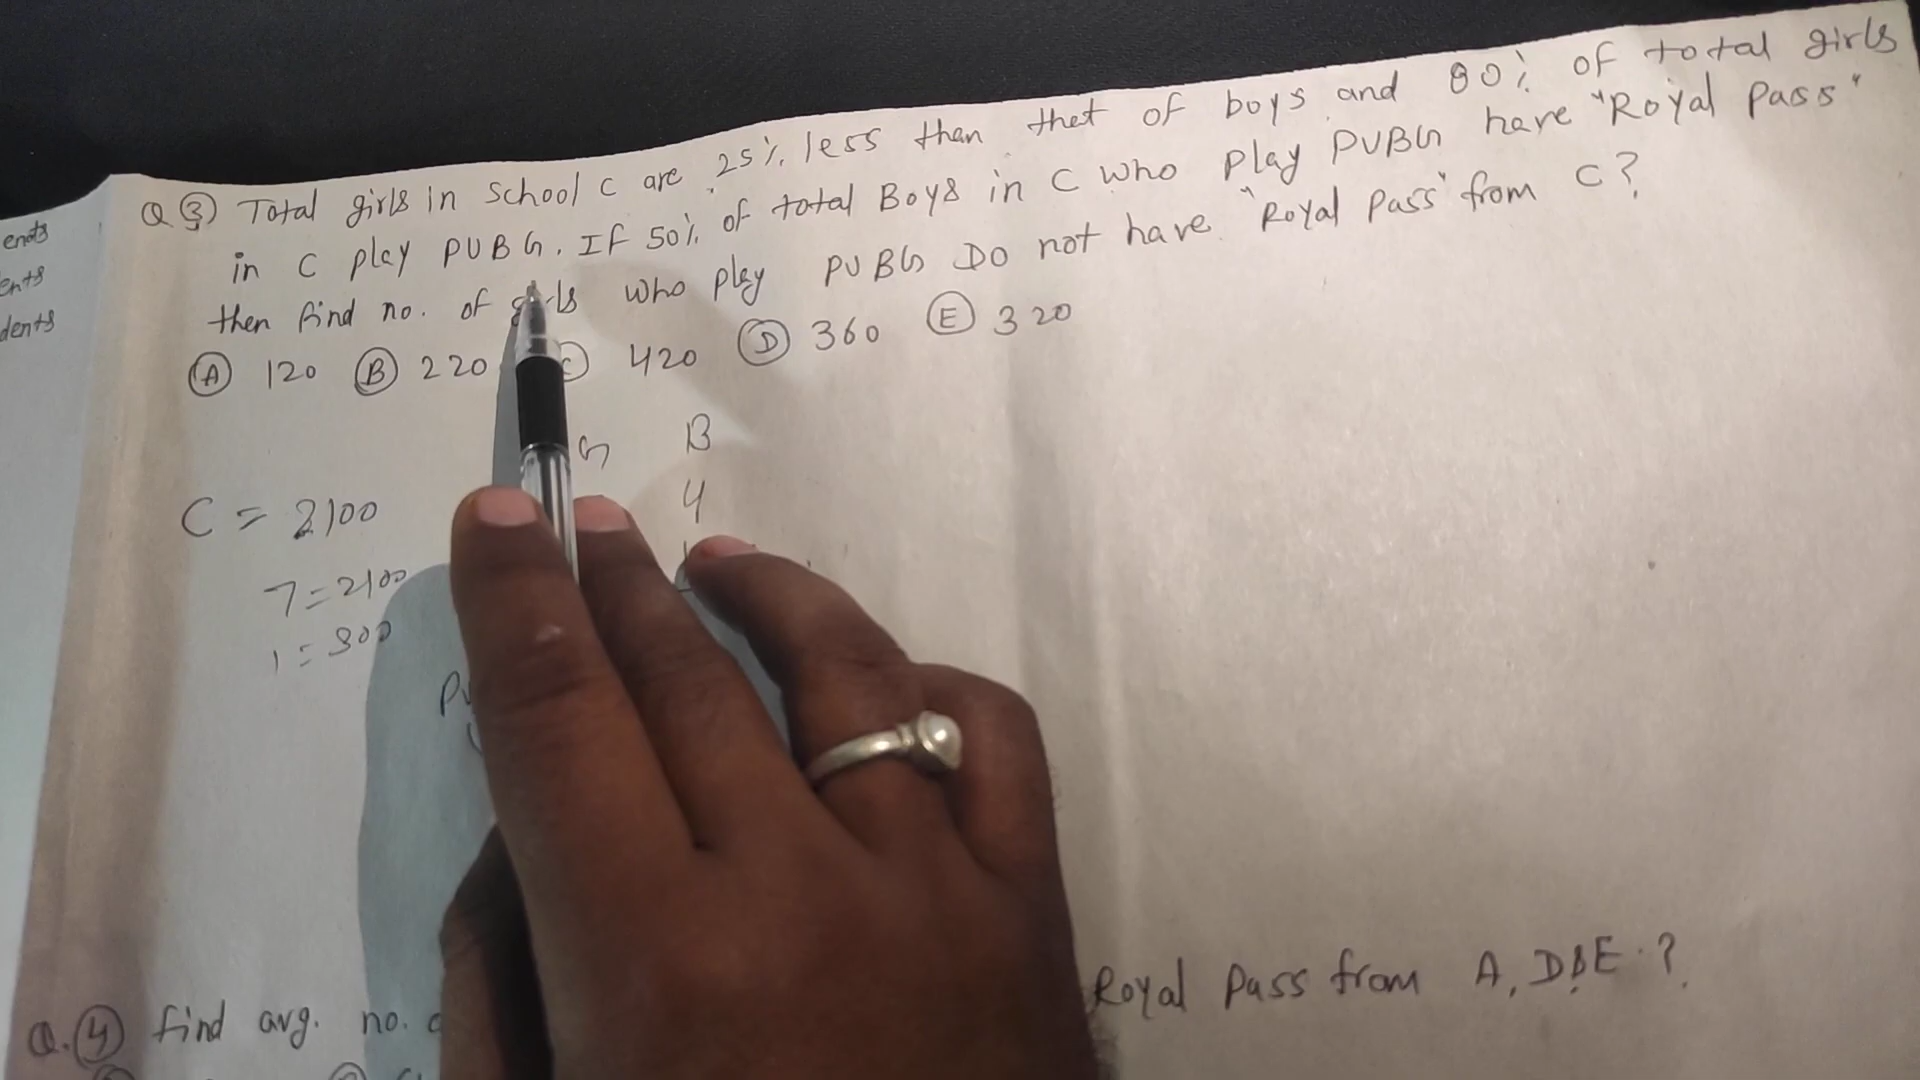 ents
ents
dents
Q ③ Total girls in school C are 25% less than that of boys and 80% of total girls
in C play PUBG. If 50% of total Boys in C who play PUBG have "Royal Pass"
then find no. of girls who play PUBG Do not have "Royal Pass" from C?
Ⓐ 120 Ⓑ 220 Ⓒ 420 Ⓓ 360 Ⓔ 320
G B
4
C = 2100
7 = 2100
1 = 300
Royal Pass from A, D & E ?
Q. ④ find avg. no.